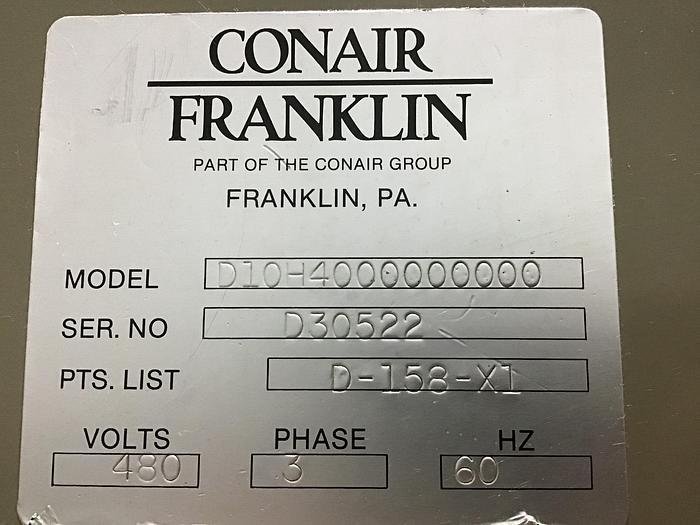 CONAIR
FRANKLIN
PART OF THE CONAIR GROUP
FRANKLIN, PA.
MODEL D10H4000000000
SER. NO D30522
PTS. LIST D-158-X1
VOLTS PHASE HZ
480 3 60